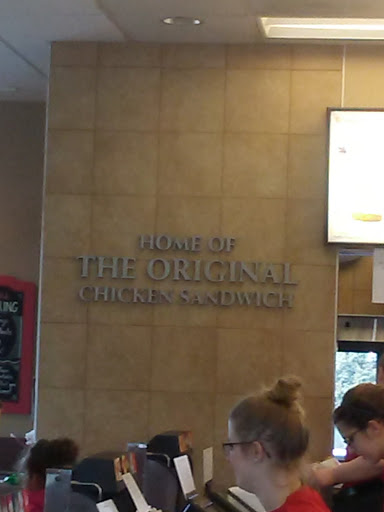 HOME OF
THE ORIGINAL
CHICKEN SANDWICH